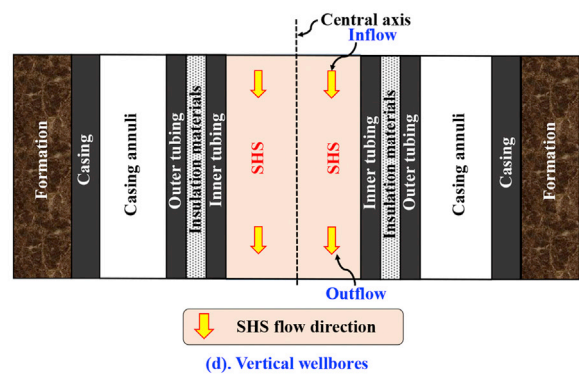 Central axis
Inflow
Formation
Casing
Casing annuli
Outer tubing
Insulation materials
Inner tubing
SHS
SHS
Inner tubing
Insulation materials
Outer tubing
Casing annuli
Casing
Formation
Outflow
SHS flow direction
(d). Vertical wellbores